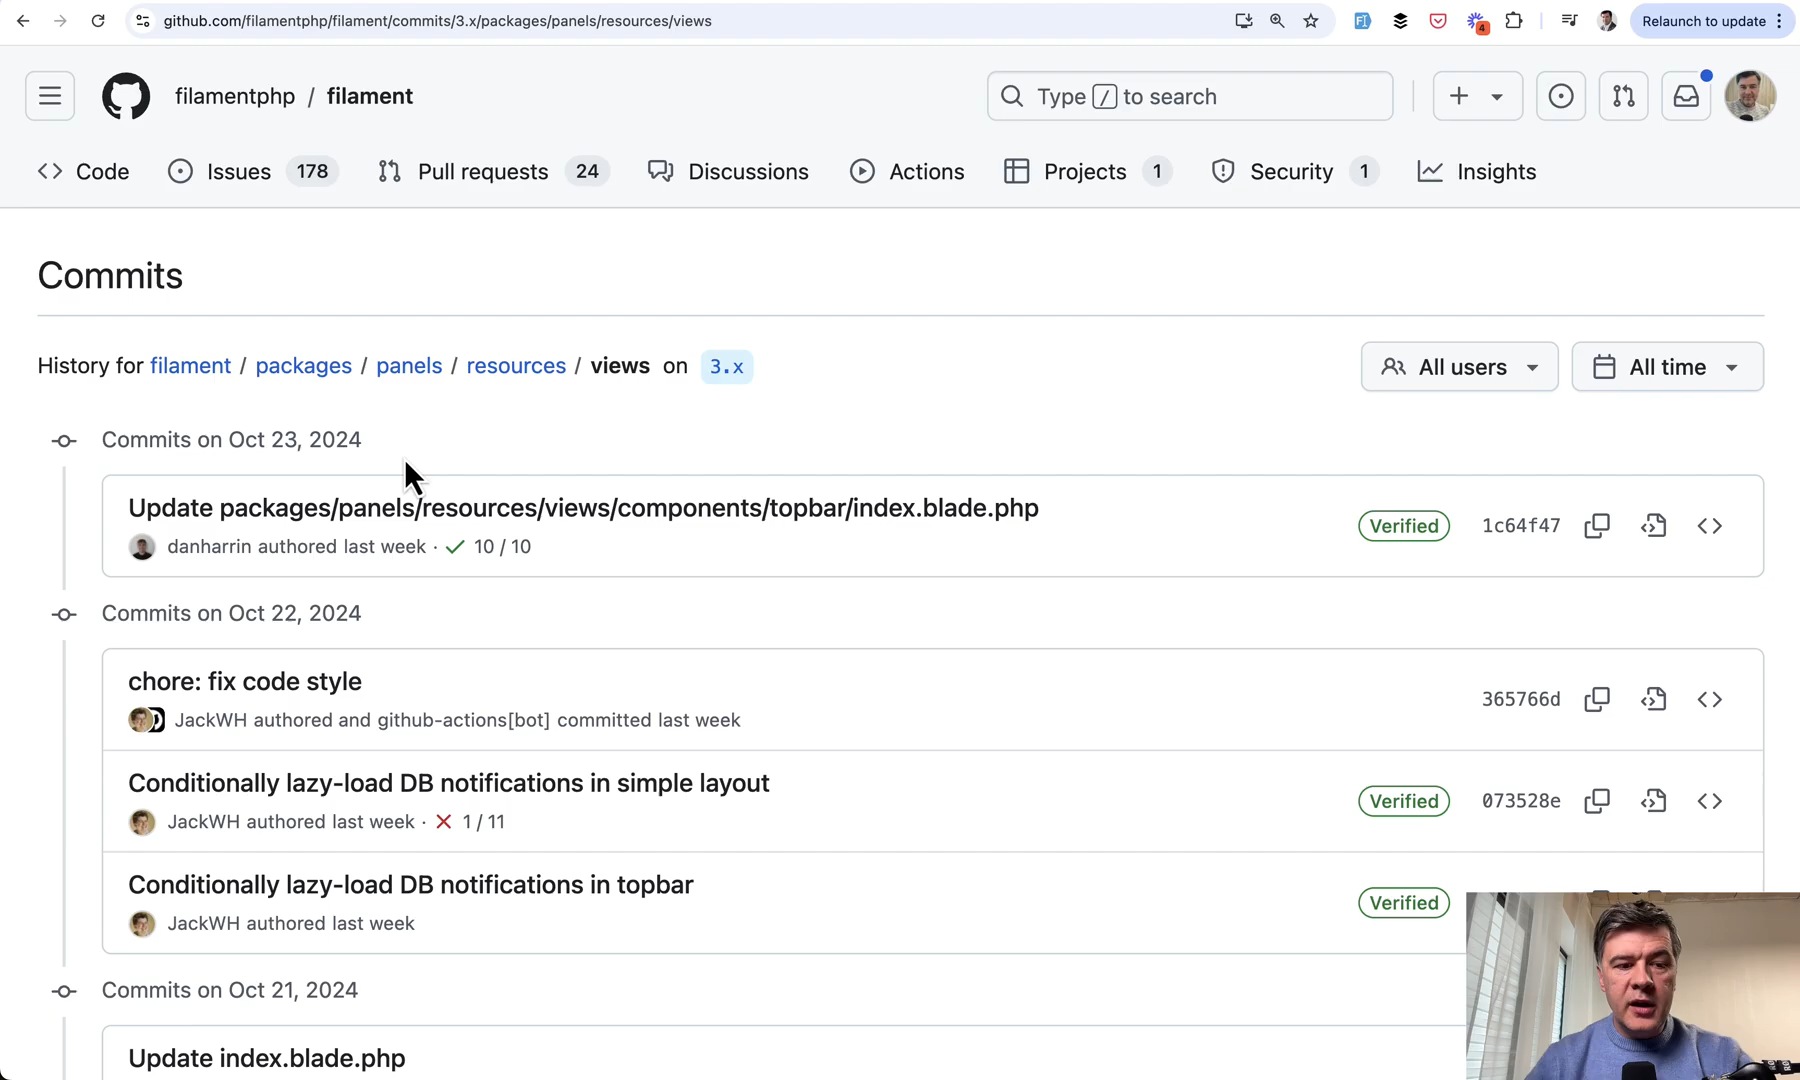 github.com/filamentphp/filament/commits/3.x/packages/panels/resources/views
4
Relaunch to update
filamentphp / filament
Type / to search
Code
Issues 178
Pull requests 24
Discussions
Actions
Projects 1
Security 1
Insights
Commits
History for filament / packages / panels / resources / views on 3.x
All users
All time
Commits on Oct 23, 2024
Update packages/panels/resources/views/components/topbar/index.blade.php
Verified
1c64f47
danharrin authored last week · 10 / 10
Commits on Oct 22, 2024
chore: fix code style
365766d
JackWH authored and github-actions[bot] committed last week
Conditionally lazy-load DB notifications in simple layout
Verified
073528e
JackWH authored last week · 1 / 11
Conditionally lazy-load DB notifications in topbar
Verified
JackWH authored last week
Commits on Oct 21, 2024
Update index.blade.php